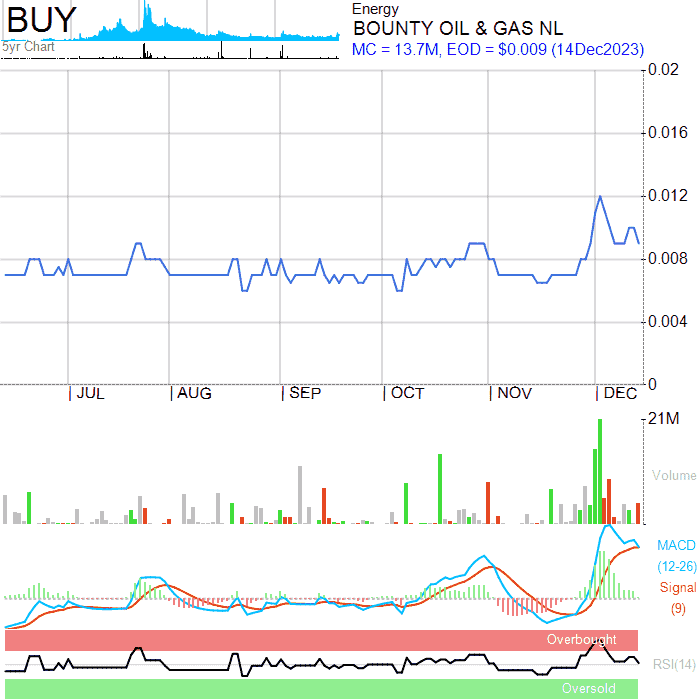 BUY
5yr Chart
Energy
BOUNTY OIL & GAS NL
MC = 13.7M, EOD = $0.009 (14Dec2023)
0.02
0.016
0.012
0.008
0.004
0
JUL AUG SEP OCT NOV DEC
21M
Volume
MACD
(12-26)
Signal
(9)
Overbought
RSI(14)
Oversold